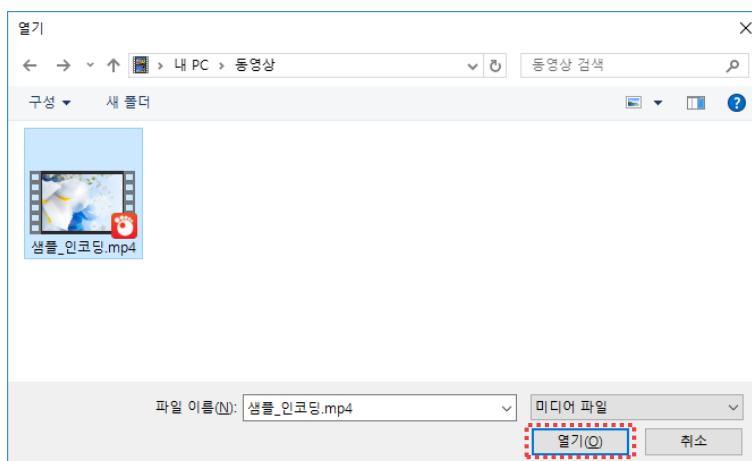 열기
내 PC > 동영상
동영상 검색
구성
새 폴더
?
샘플_인코딩.mp4
파일 이름(N): 샘플_인코딩.mp4
미디어 파일
열기(O)
취소